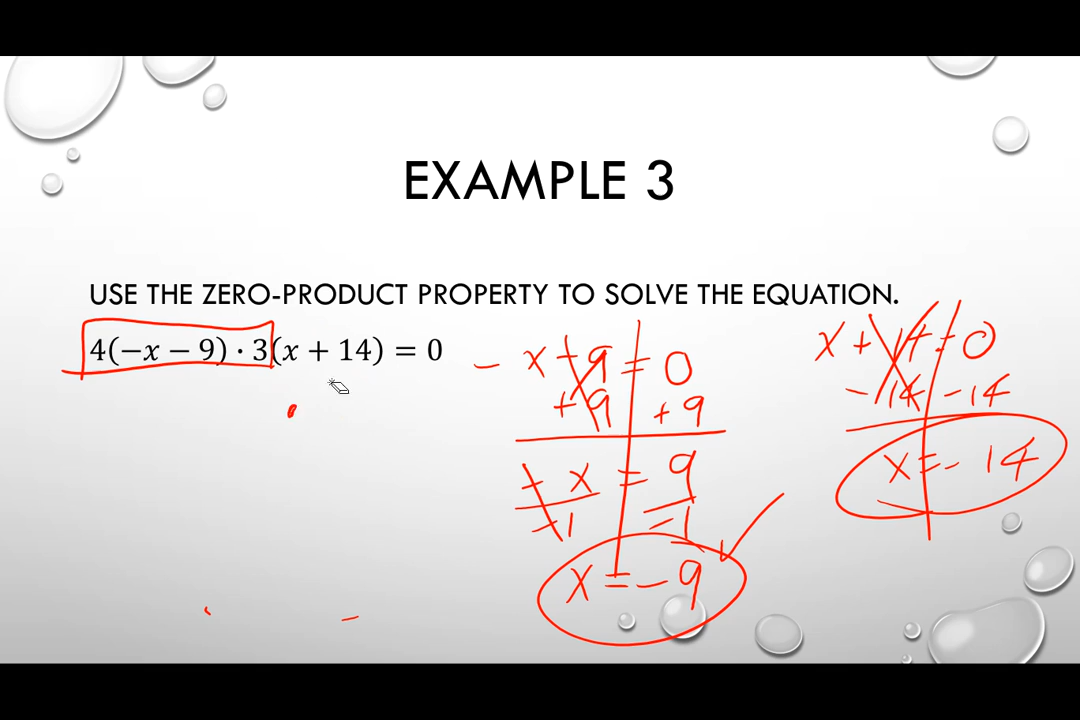 EXAMPLE 3
USE THE ZERO-PRODUCT PROPERTY TO SOLVE THE EQUATION.
4(−x − 9) · 3(x + 14) = 0
− x + 9 = 0
+ 9 + 9
− x = 9
−1 −1
x = − 9
x + 14 = 0
− 14 − 14
x = − 14